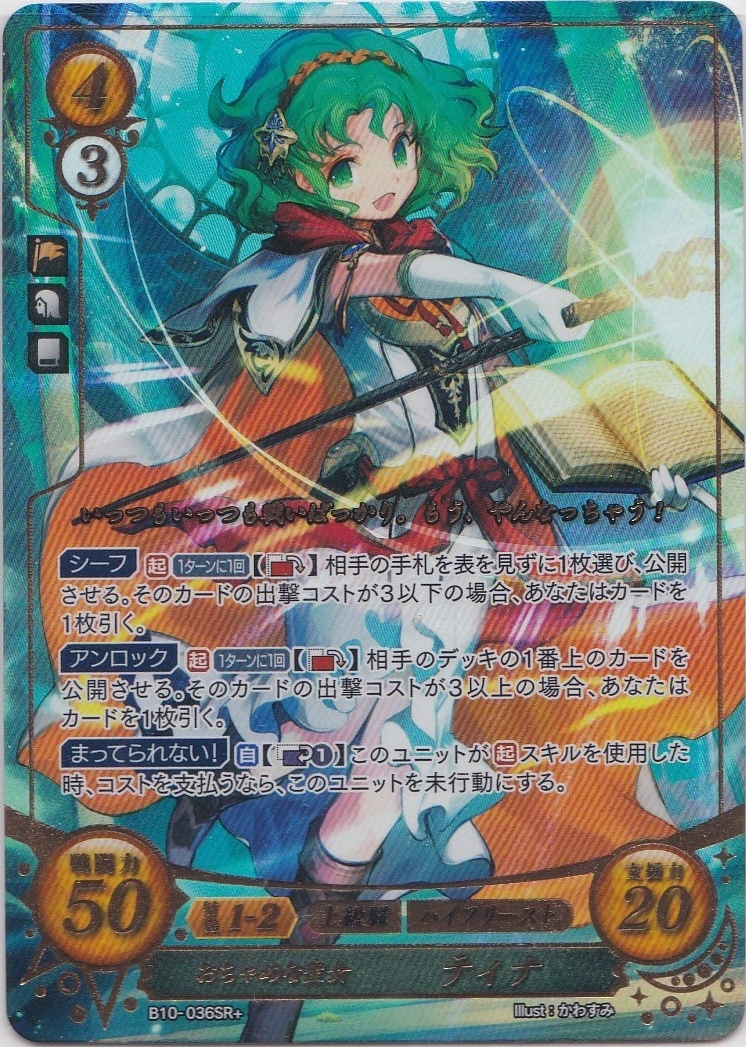 4
3
いっつもいっつも戦いばっかり。もう、やんなっちゃう!
シーフ 起 1ターンに1回【】相手の手札を表を見ずに1枚選び、公開
させる。そのカードの出撃コストが3以下の場合、あなたはカードを
1枚引く。
アンロック 起 1ターンに1回【】相手のデッキの1番上のカードを
公開させる。そのカードの出撃コストが3以上の場合、あなたは
カードを1枚引く。
まってられない! 自【1】このユニットが起スキルを使用した
時、コストを支払うなら、このユニットを未行動にする。
戦闘力
50
射程 1-2 上級職 ハイプリースト
支援力
20
おちゃめな聖女 ティナ
B10-036SR+ Illust:かわすみ